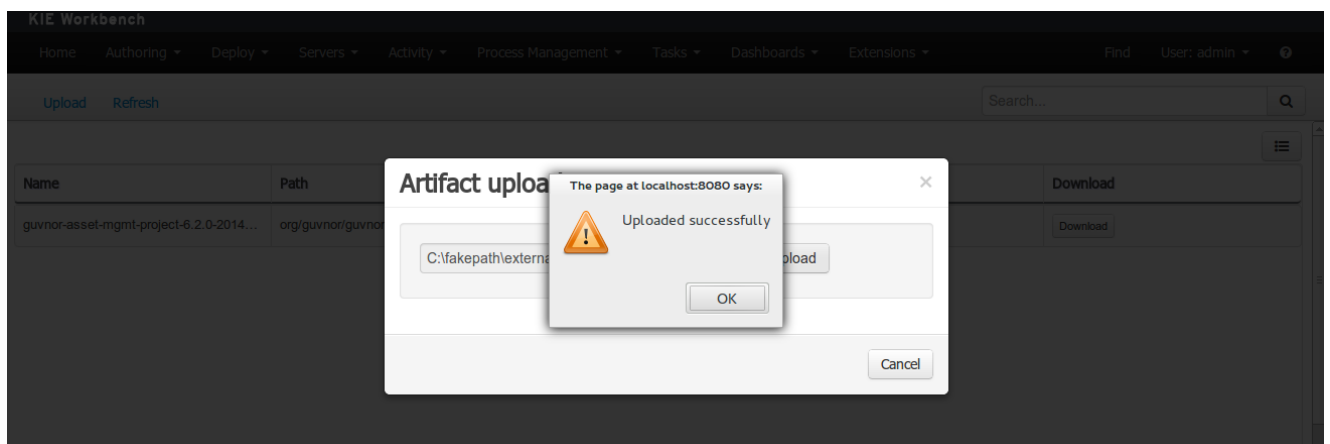 KIE Workbench
Home Authoring Deploy Servers Activity Process Management Tasks Dashboards Extensions Find User: admin
Upload Refresh Search...
Name Path Download
guvnor-asset-mgmt-project-6.2.0-2014... org/guvnor/guvnor Download
Artifact uploa
The page at localhost:8080 says:
Uploaded successfully
C:\fakepath\externa pload
OK
Cancel